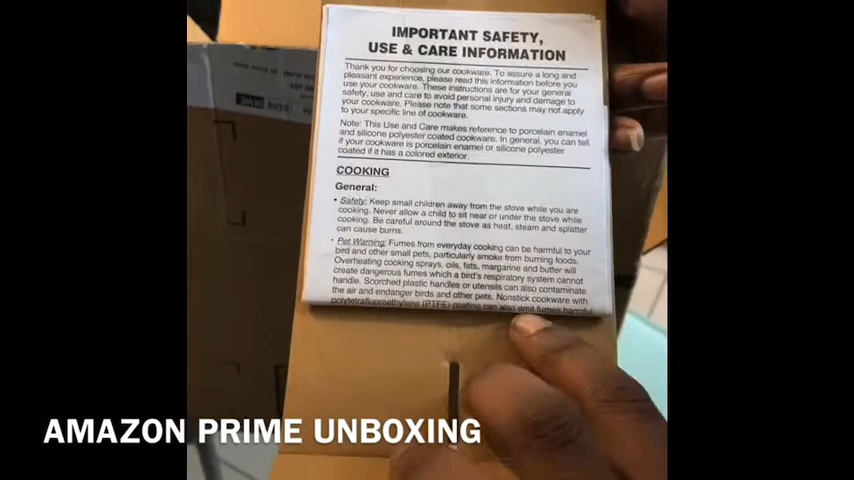 IMPORTANT SAFETY,
USE & CARE INFORMATION
Thank you for choosing our cookware. To assure a long and
pleasant experience, please read this information before you
use your cookware. These instructions are for your general
safety, use and care to avoid personal injury and damage to
your cookware. Please note that some sections may not apply
to your specific line of cookware.
Note: This Use and Care makes reference to porcelain enamel
and silicone polyester coated cookware. In general, you can tell
if your cookware is porcelain enamel or silicone polyester
coated if it has a colored exterior.
COOKING
General:
• Safety: Keep small children away from the stove while you are
cooking. Never allow a child to sit near or under the stove while
cooking. Be careful around the stove as heat, steam and splatter
can cause burns.
• Pet Warning: Fumes from everyday cooking can be harmful to your
bird and other small pets, particularly smoke from burning foods.
Overheating cooking sprays, oils, fats, margarine and butter will
create dangerous fumes which a bird's respiratory system cannot
handle. Scorched plastic handles or utensils can also contaminate
the air and endanger birds and other pets. Nonstick cookware with
polytetrafluoroethylene (PTFE) coating can also emit fumes harmful
AMAZON PRIME UNBOXING